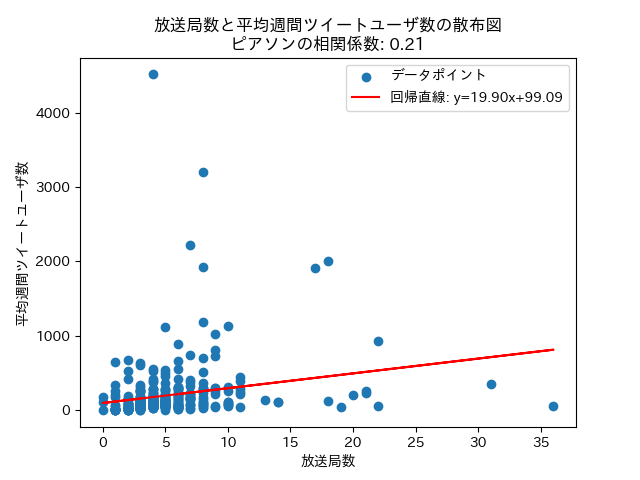 放送局数と平均週間ツイートユーザ数の散布図
ピアソンの相関係数: 0.21
データポイント
回帰直線: y=19.90x+99.09
平均週間ツイートユーザ数
4000
3000
2000
1000
0
0
5
10
15
20
25
30
35
放送局数